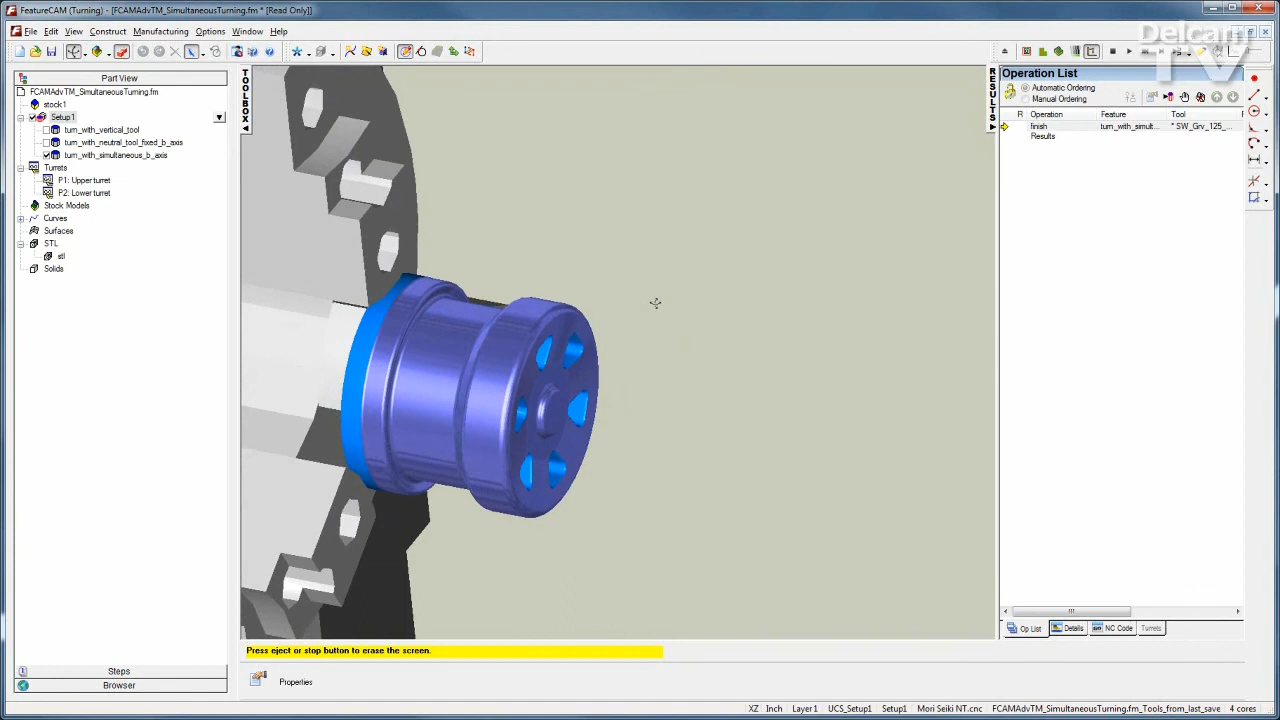 FeatureCAM (Turning) - [FCAMAdvTM_SimultaneousTurning.fm * [Read Only]]
File Edit View Construct Manufacturing Options Window Help
Delcam
TV
Part View
FCAMAdvTM_SimultaneousTurning.fm
stock1
Setup1
turn_with_vertical_tool
turn_with_neutral_tool_fixed_b_axis
turn_with_simultaneous_b_axis
Turrets
P1: Upper turret
P2: Lower turret
Stock Models
Curves
Surfaces
STL
stl
Solids
Steps
Browser
TOOLBOX
RESULTS
Operation List
Automatic Ordering
Manual Ordering
R Operation Feature Tool
finish turn_with_simult... * SW_Grv_125_...
Results
Op List Details NC Code Turrets
Press eject or stop button to erase the screen.
Properties
XZ Inch Layer1 UCS_Setup1 Setup1 Mori Seiki NT.cnc FCAMAdvTM_SimultaneousTurning.fm_Tools_from_last_save 4 cores